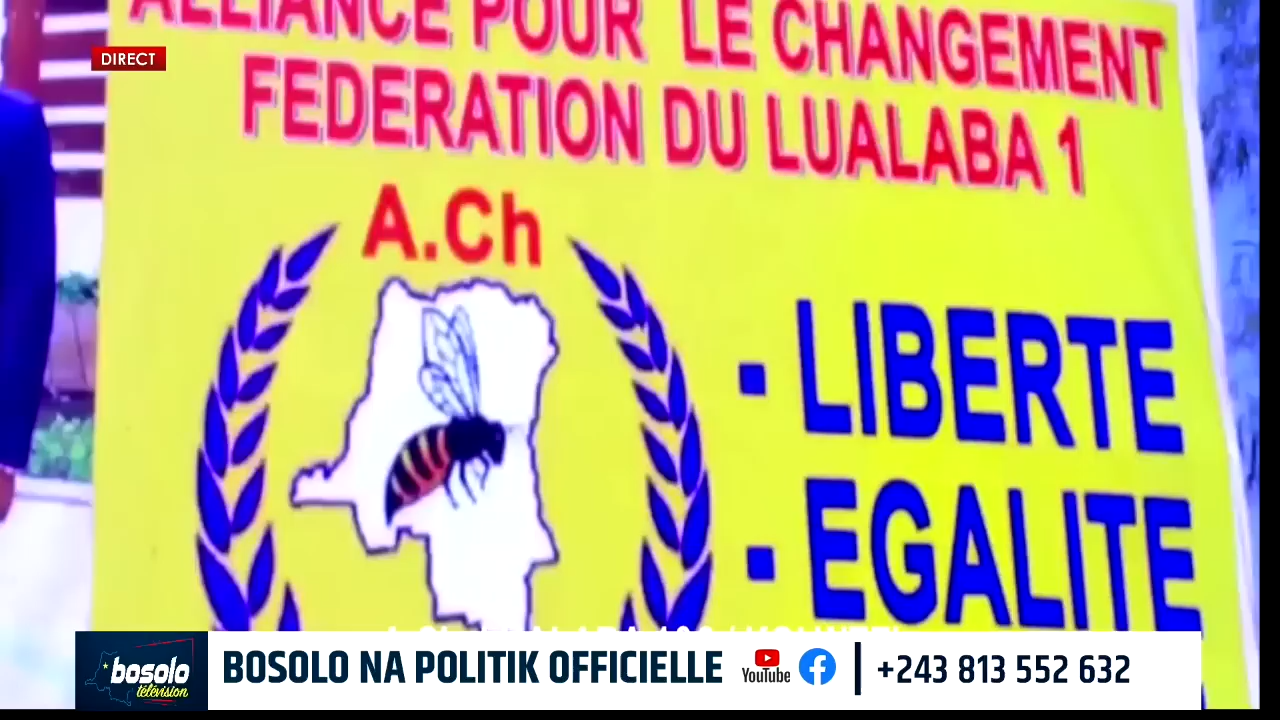 ALLIANCE POUR LE CHANGEMENT
DIRECT
FEDERATION DU LUALABA 1
A.Ch
- LIBERTE
- EGALITE
bosolo
télévision
BOSOLO NA POLITIK OFFICIELLE
YouTube
+243 813 552 632